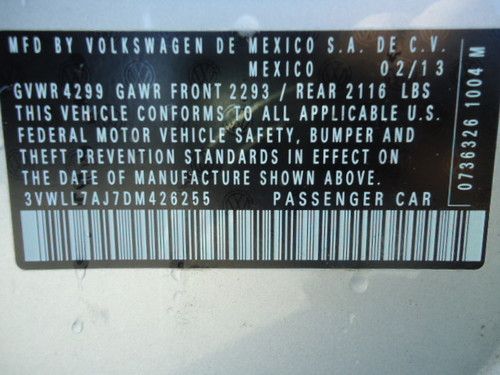 MFD BY VOLKSWAGEN DE MEXICO S.A. DE C.V.
MEXICO 02/13
GVWR 4299 GAWR FRONT 2293 / REAR 2116 LBS
THIS VEHICLE CONFORMS TO ALL APPLICABLE
FEDERAL MOTOR VEHICLE SAFETY, BUMPER AND
THEFT PREVENTION STANDARDS IN EFFECT ON
THE DATE OF MANUFACTURE SHOWN ABOVE
3VWLL7AJ7DM426255 PASSENGER CAR
0736326 1004 M